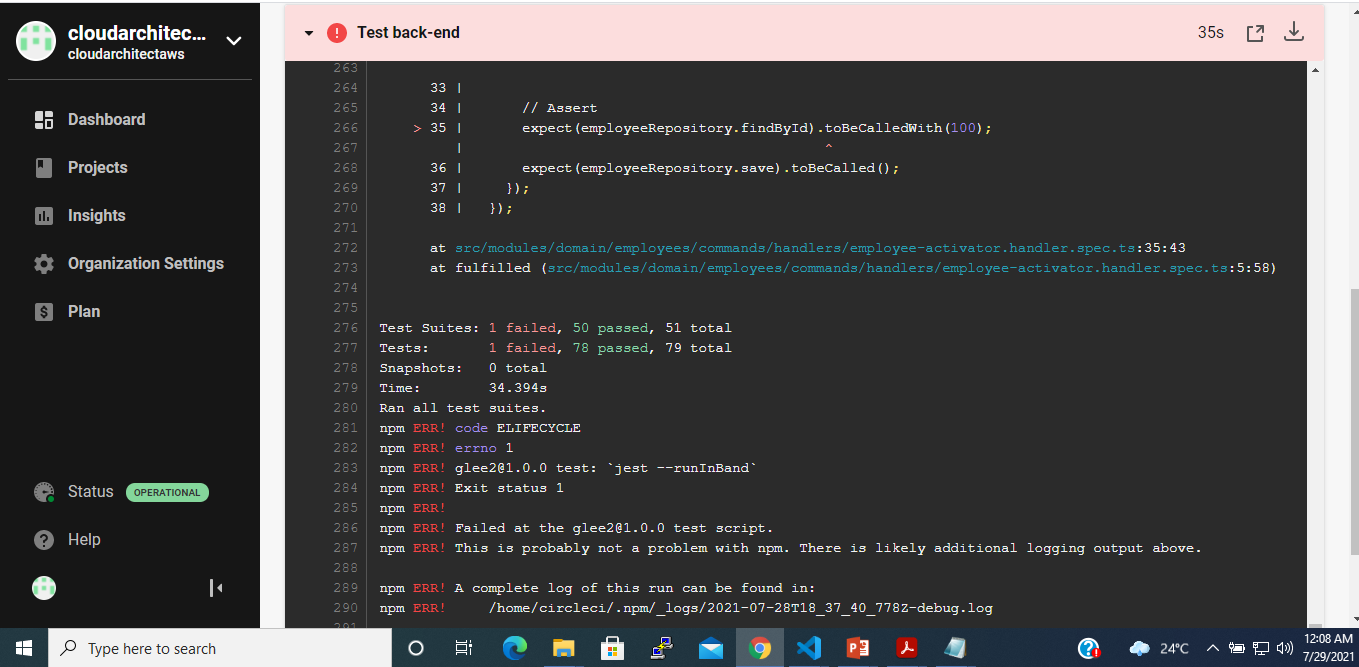 cloudarchitec...
cloudarchitectaws
Dashboard
Projects
Insights
Organization Settings
Plan
Status OPERATIONAL
Help
Test back-end 35s
263
264 33 |
265 34 | // Assert
266 > 35 | expect(employeeRepository.findById).toBeCalledWith(100);
267 | ^
268 36 | expect(employeeRepository.save).toBeCalled();
269 37 | });
270 38 | });
271
272 at src/modules/domain/employees/commands/handlers/employee-activator.handler.spec.ts:35:43
273 at fulfilled (src/modules/domain/employees/commands/handlers/employee-activator.handler.spec.ts:5:58)
274
275
276 Test Suites: 1 failed, 50 passed, 51 total
277 Tests: 1 failed, 78 passed, 79 total
278 Snapshots: 0 total
279 Time: 34.394s
280 Ran all test suites.
281 npm ERR! code ELIFECYCLE
282 npm ERR! errno 1
283 npm ERR! glee2@1.0.0 test: `jest --runInBand`
284 npm ERR! Exit status 1
285 npm ERR!
286 npm ERR! Failed at the glee2@1.0.0 test script.
287 npm ERR! This is probably not a problem with npm. There is likely additional logging output above.
288
289 npm ERR! A complete log of this run can be found in:
290 npm ERR! /home/circleci/.npm/_logs/2021-07-28T18_37_40_778Z-debug.log
291
Type here to search
24°C
12:08 AM
7/29/2021